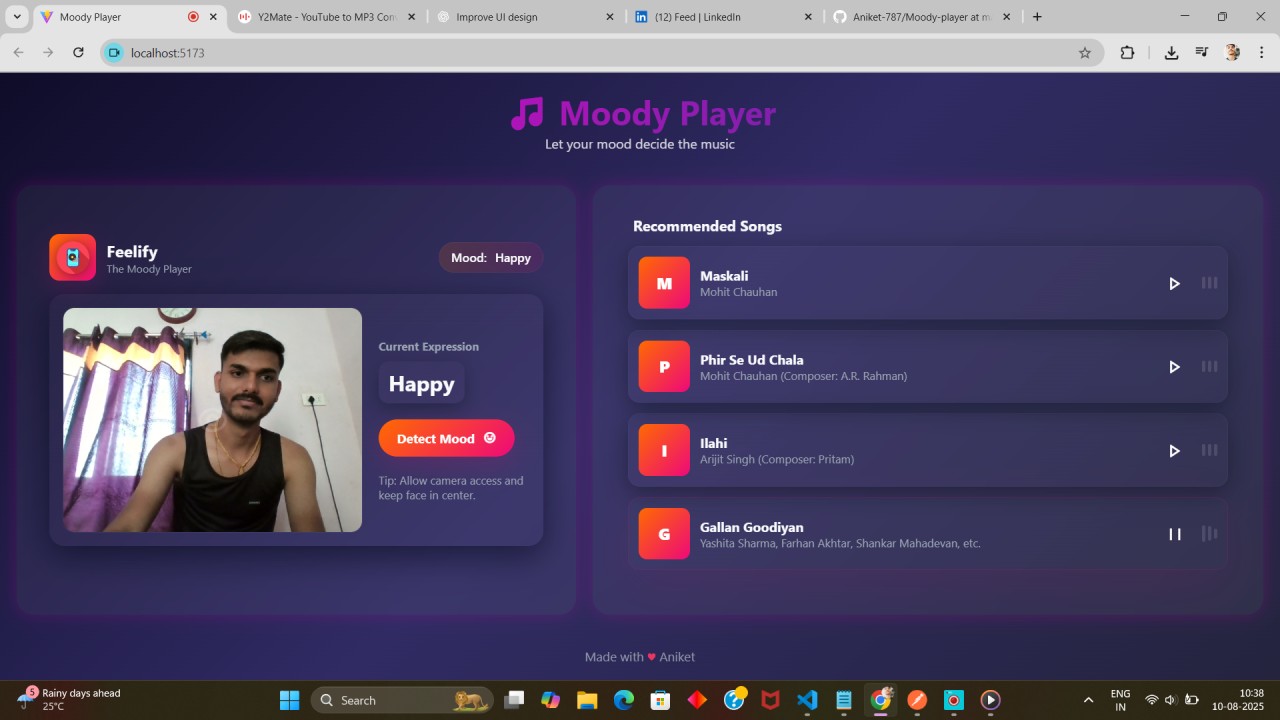 Moody Player
Y2Mate - YouTube to MP3 Con
Improve UI design
(12) Feed | LinkedIn
Aniket-787/Moody-player at m
localhost:5173
Moody Player
Let your mood decide the music
Feelify
The Moody Player
Mood: Happy
Current Expression
Happy
Detect Mood
Tip: Allow camera access and
keep face in center.
Recommended Songs
M
Maskali
Mohit Chauhan
P
Phir Se Ud Chala
Mohit Chauhan (Composer: A.R. Rahman)
I
Ilahi
Arijit Singh (Composer: Pritam)
G
Gallan Goodiyan
Yashita Sharma, Farhan Akhtar, Shankar Mahadevan, etc.
Made with ♥ Aniket
5
Rainy days ahead
25°C
Search
ENG
IN
10:38
10-08-2025